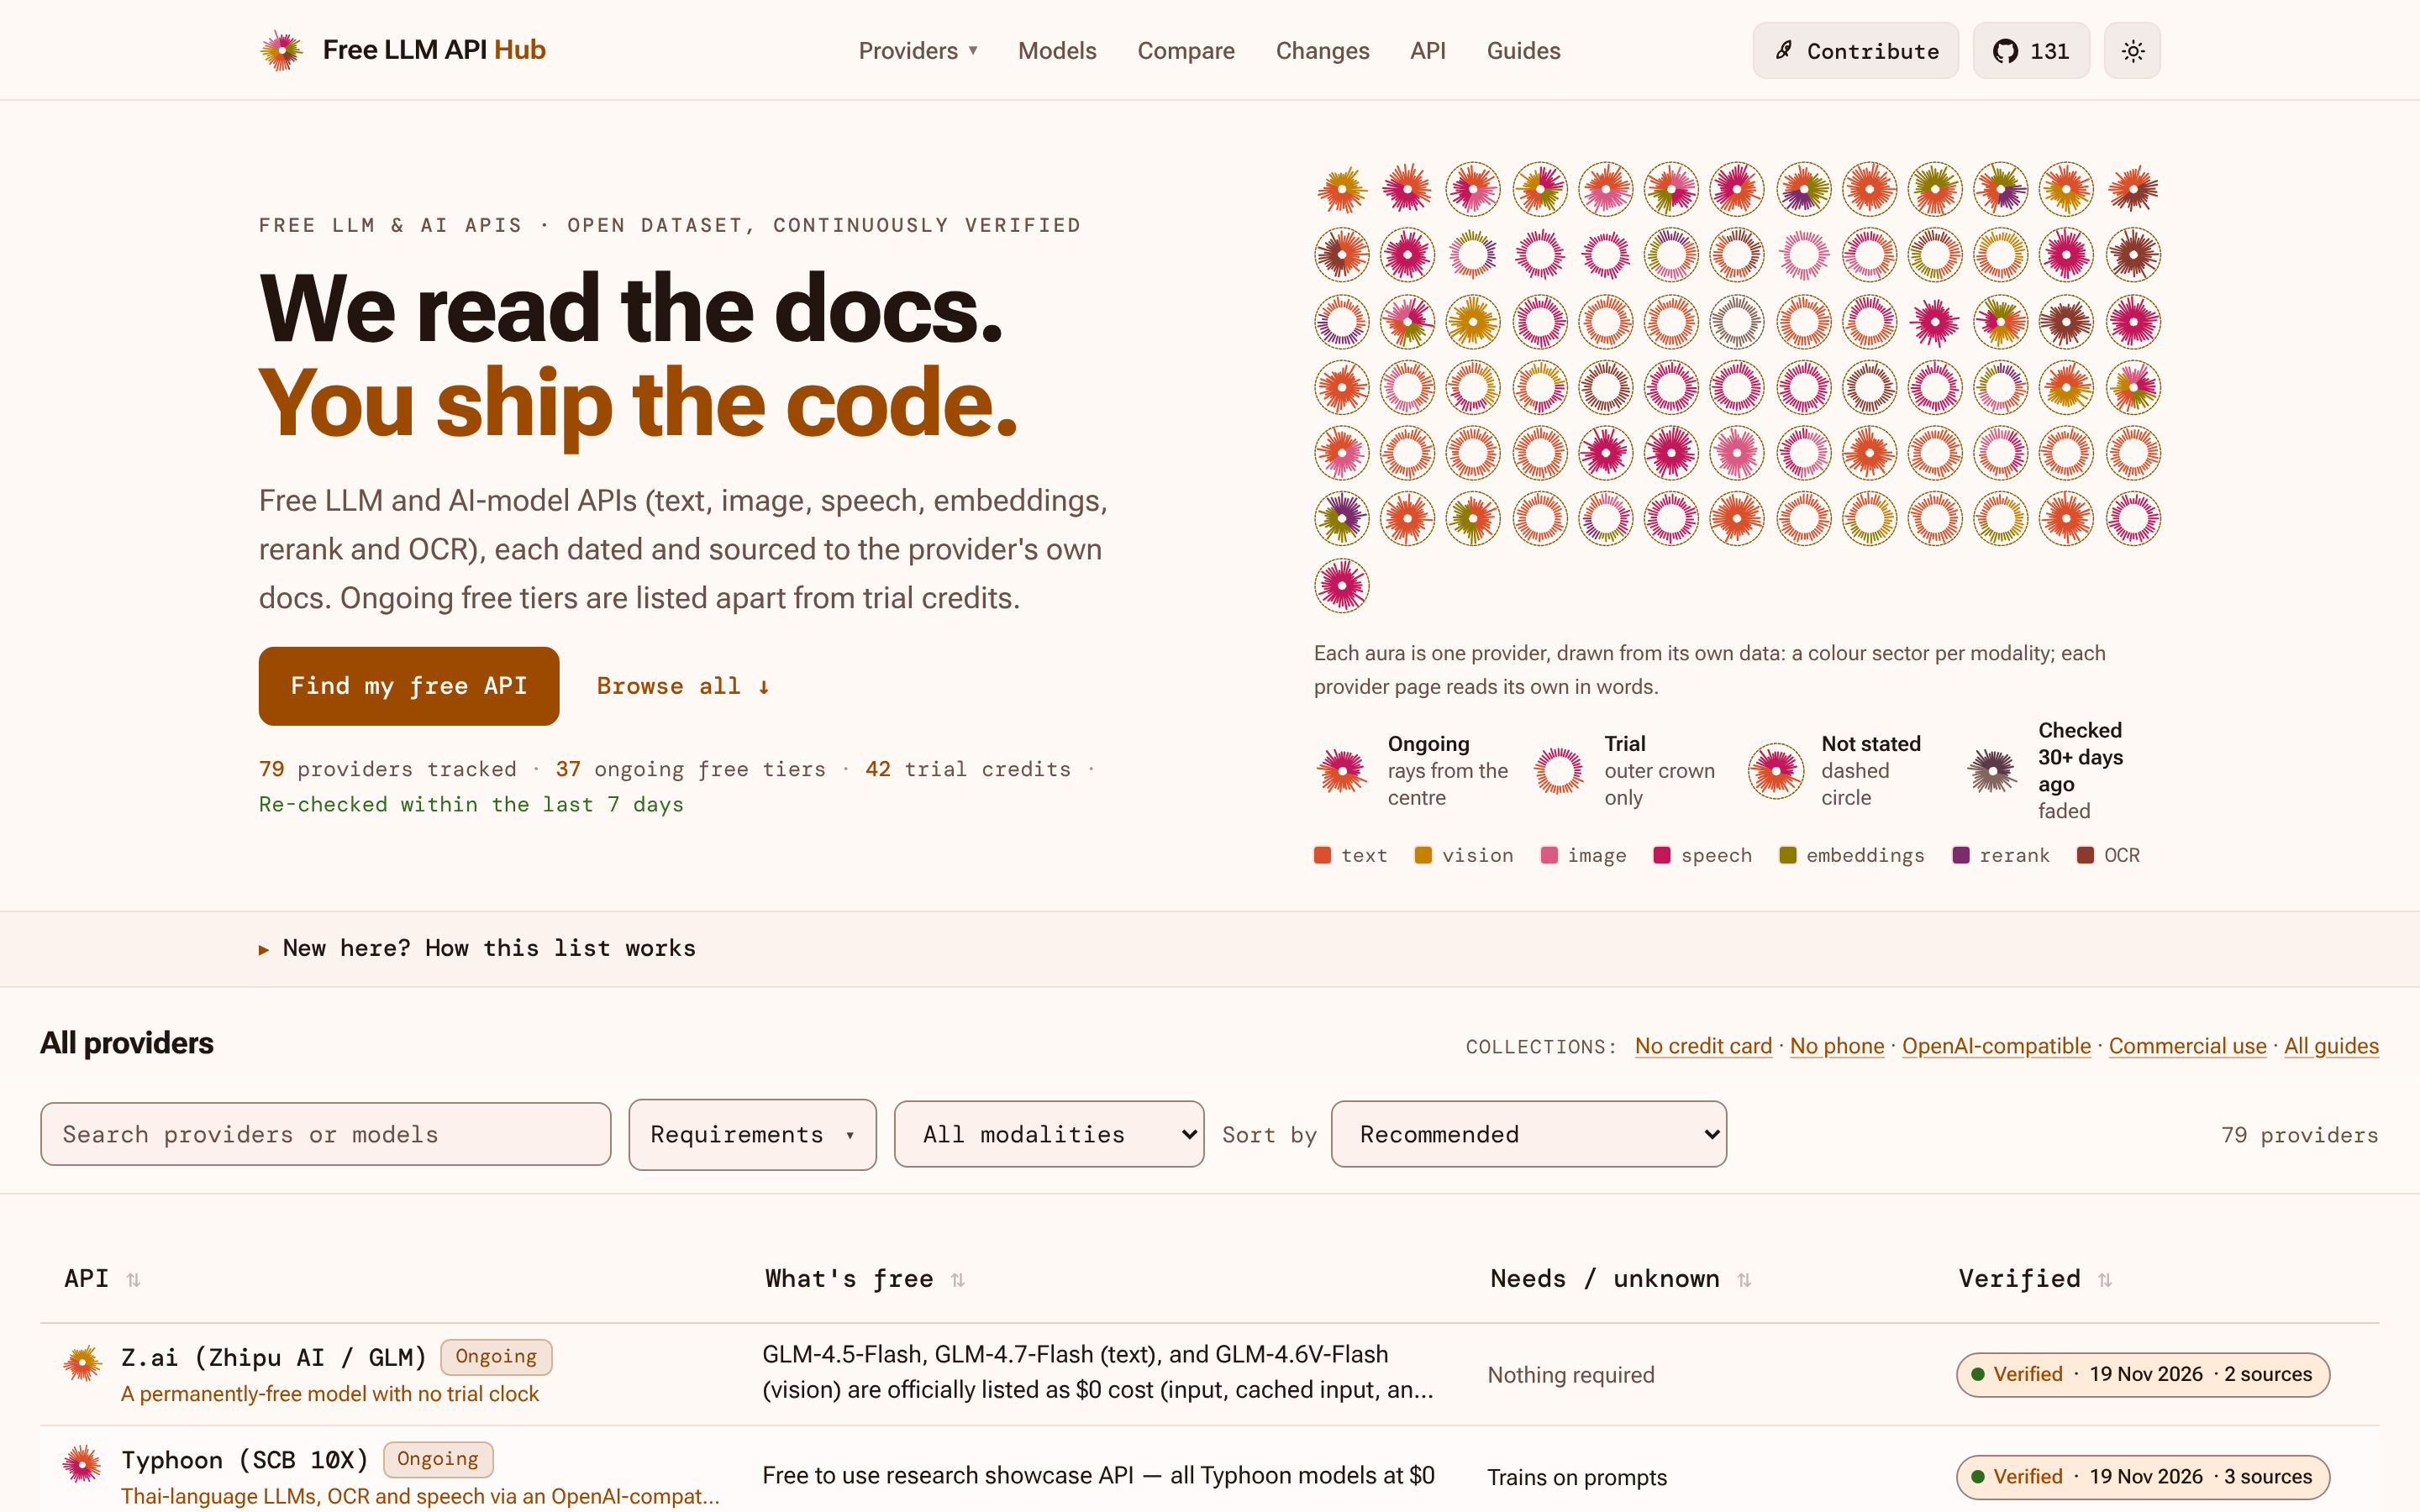 Free LLM API Hub
Providers ▾
Models
Compare
Changes
API
Guides
Contribute
131
FREE LLM & AI APIS · OPEN DATASET, CONTINUOUSLY VERIFIED
We read the docs.
You ship the code.
Free LLM and AI-model APIs (text, image, speech, embeddings,
rerank and OCR), each dated and sourced to the provider's own
docs. Ongoing free tiers are listed apart from trial credits.
Find my free API
Browse all ↓
79 providers tracked · 37 ongoing free tiers · 42 trial credits ·
Re-checked within the last 7 days
Each aura is one provider, drawn from its own data: a colour sector per modality; each
provider page reads its own in words.
Ongoing
rays from the
centre
Trial
outer crown
only
Not stated
dashed
circle
Checked
30+ days
ago
faded
text
vision
image
speech
embeddings
rerank
OCR
▸ New here? How this list works
All providers
COLLECTIONS: No credit card · No phone · OpenAI-compatible · Commercial use · All guides
Search providers or models
Requirements ▾
All modalities
Sort by
Recommended
79 providers
API ⇅
What's free ⇅
Needs / unknown ⇅
Verified ⇅
Z.ai (Zhipu AI / GLM) Ongoing
A permanently-free model with no trial clock
GLM-4.5-Flash, GLM-4.7-Flash (text), and GLM-4.6V-Flash
(vision) are officially listed as $0 cost (input, cached input, an…
Nothing required
Verified · 19 Nov 2026 · 2 sources
Typhoon (SCB 10X) Ongoing
Thai-language LLMs, OCR and speech via an OpenAI-compat…
Free to use research showcase API — all Typhoon models at $0
Trains on prompts
Verified · 19 Nov 2026 · 3 sources